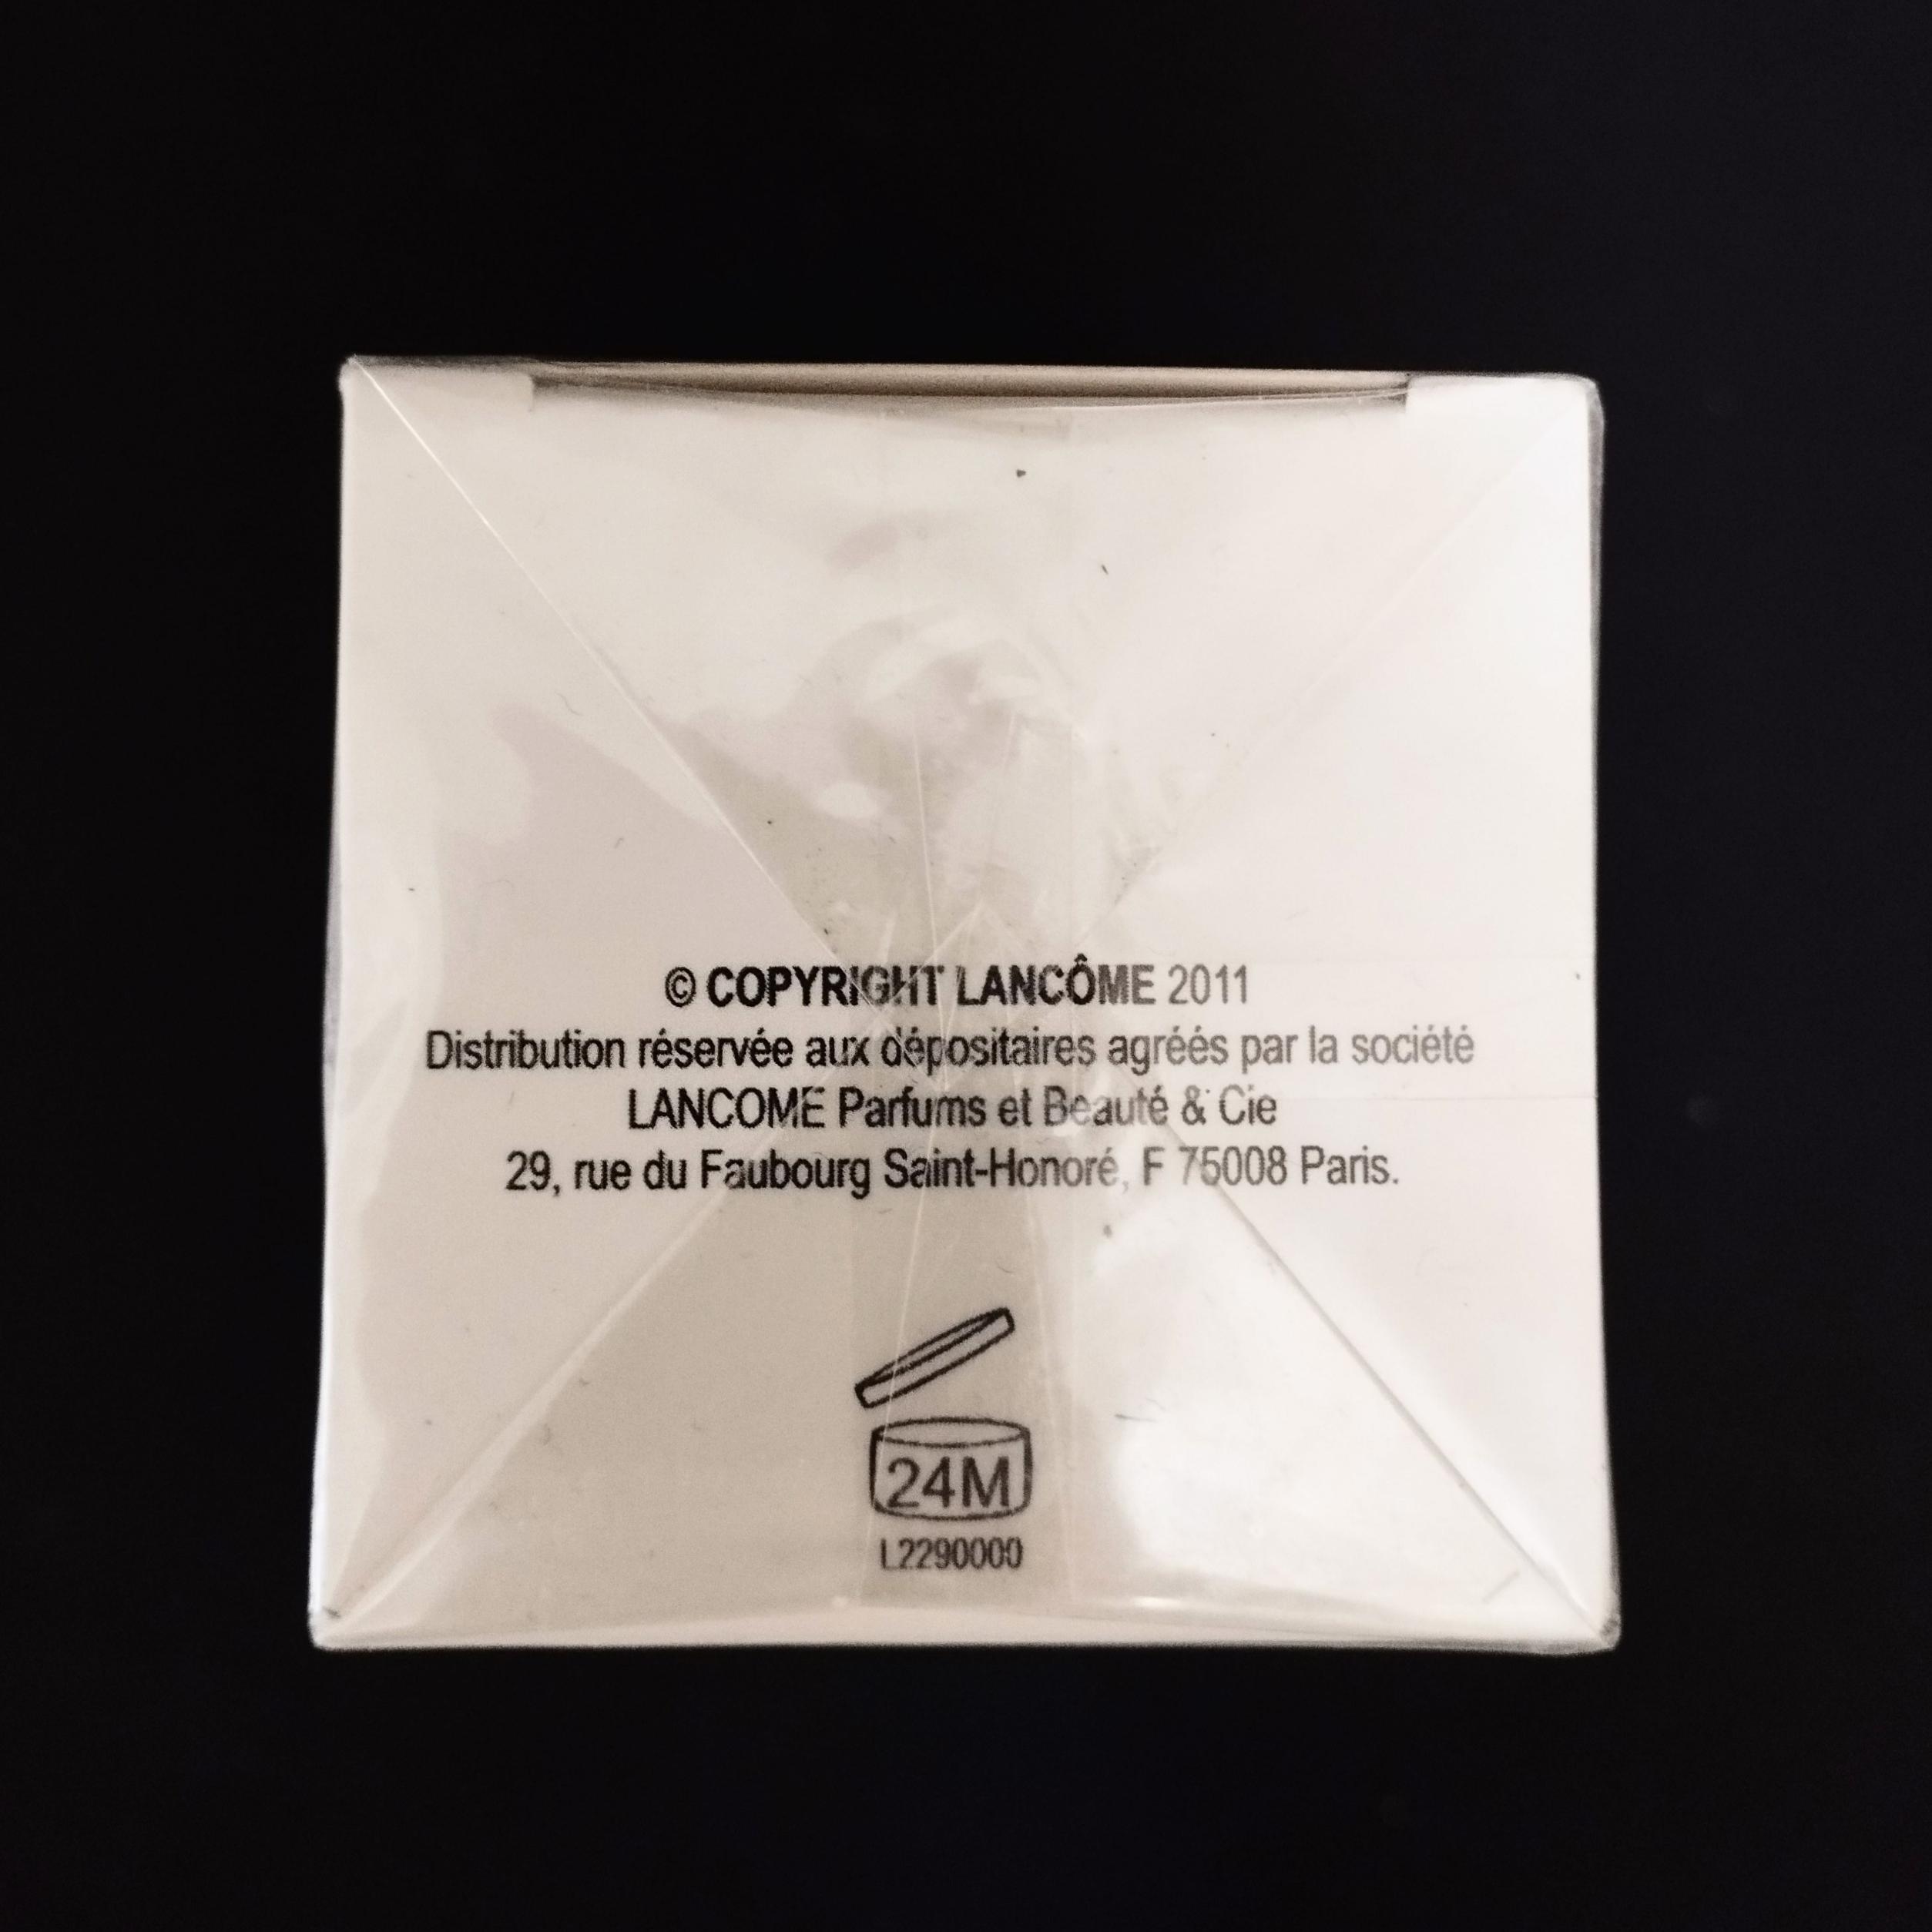 © COPYRIGHT LANCÔME 2011
Distribution réservée aux dépositaires agréés par la société
LANCOME Parfums et Beauté & Cie
29, rue du Faubourg Saint-Honoré, F 75008 Paris.
24M
L2290000